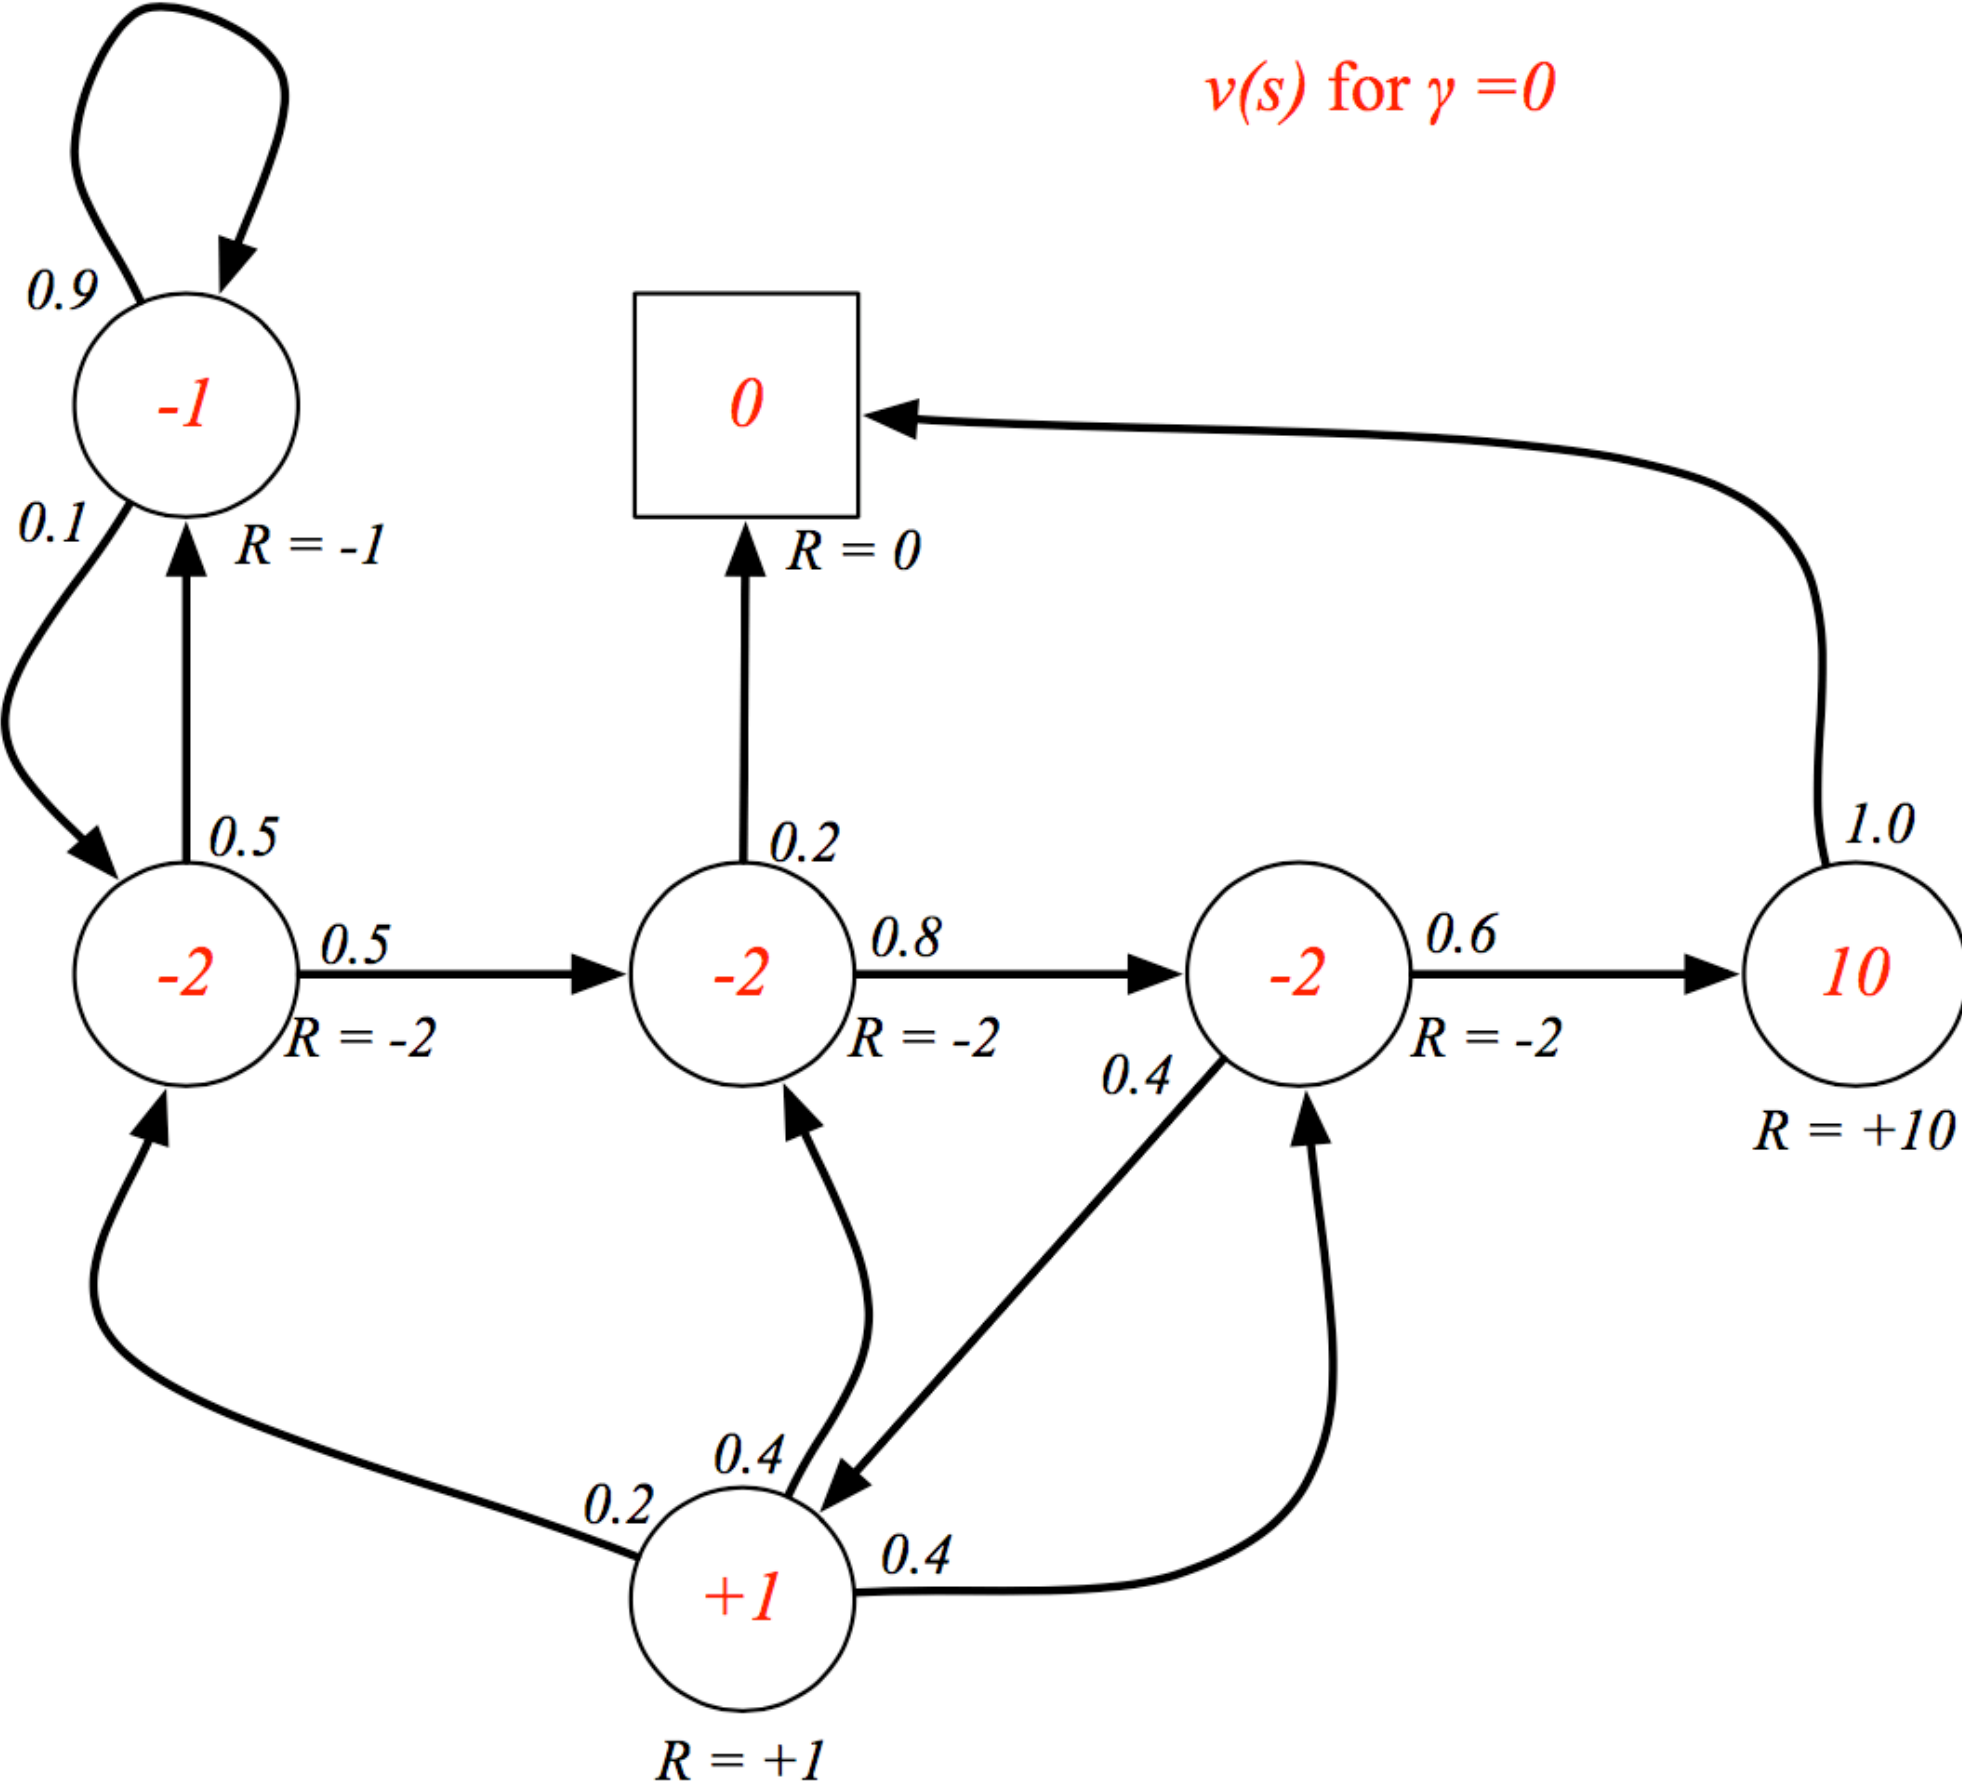 v(s) for γ =0
0.9
-1
0
0.1
R = -1
R = 0
0.5
0.2
1.0
-2
0.5
-2
0.8
-2
0.6
10
R = -2
R = -2
0.4
R = -2
R = +10
0.4
0.2
0.4
+1
R = +1